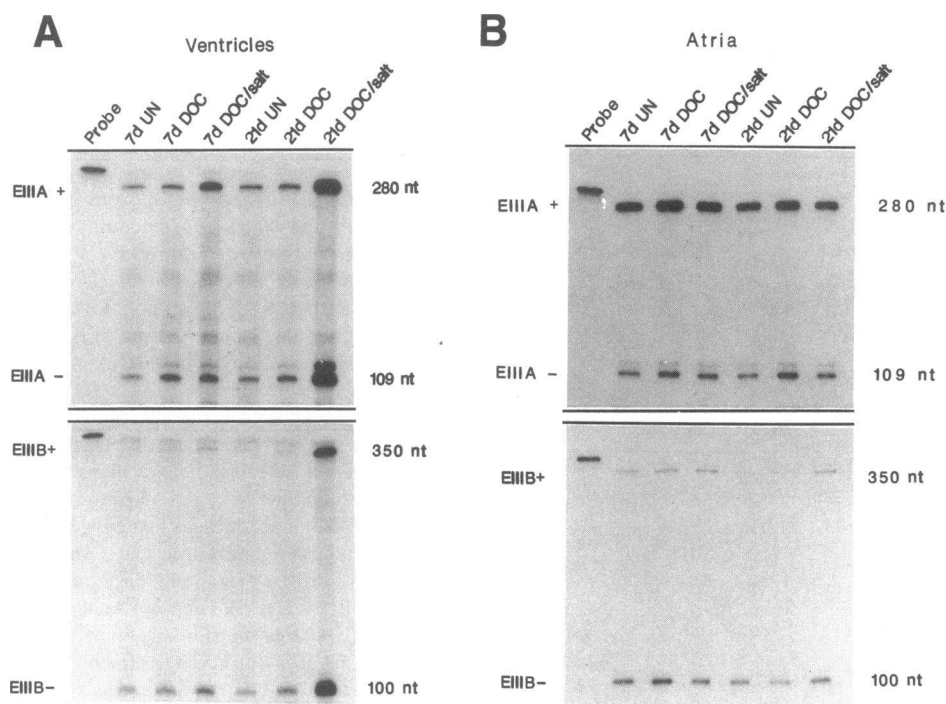 A
Ventricles
Probe
7d UN
7d DOC
7d DOC/salt
21d UN
21d DOC
21d DOC/salt
EIIIA +
280 nt
EIIIA –
109 nt
EIIIB+
350 nt
EIIIB–
100 nt
B
Atria
Probe
7d UN
7d DOC
7d DOC/salt
21d UN
21d DOC
21d DOC/salt
EIIIA +
280 nt
EIIIA –
109 nt
EIIIB+
350 nt
EIIIB–
100 nt